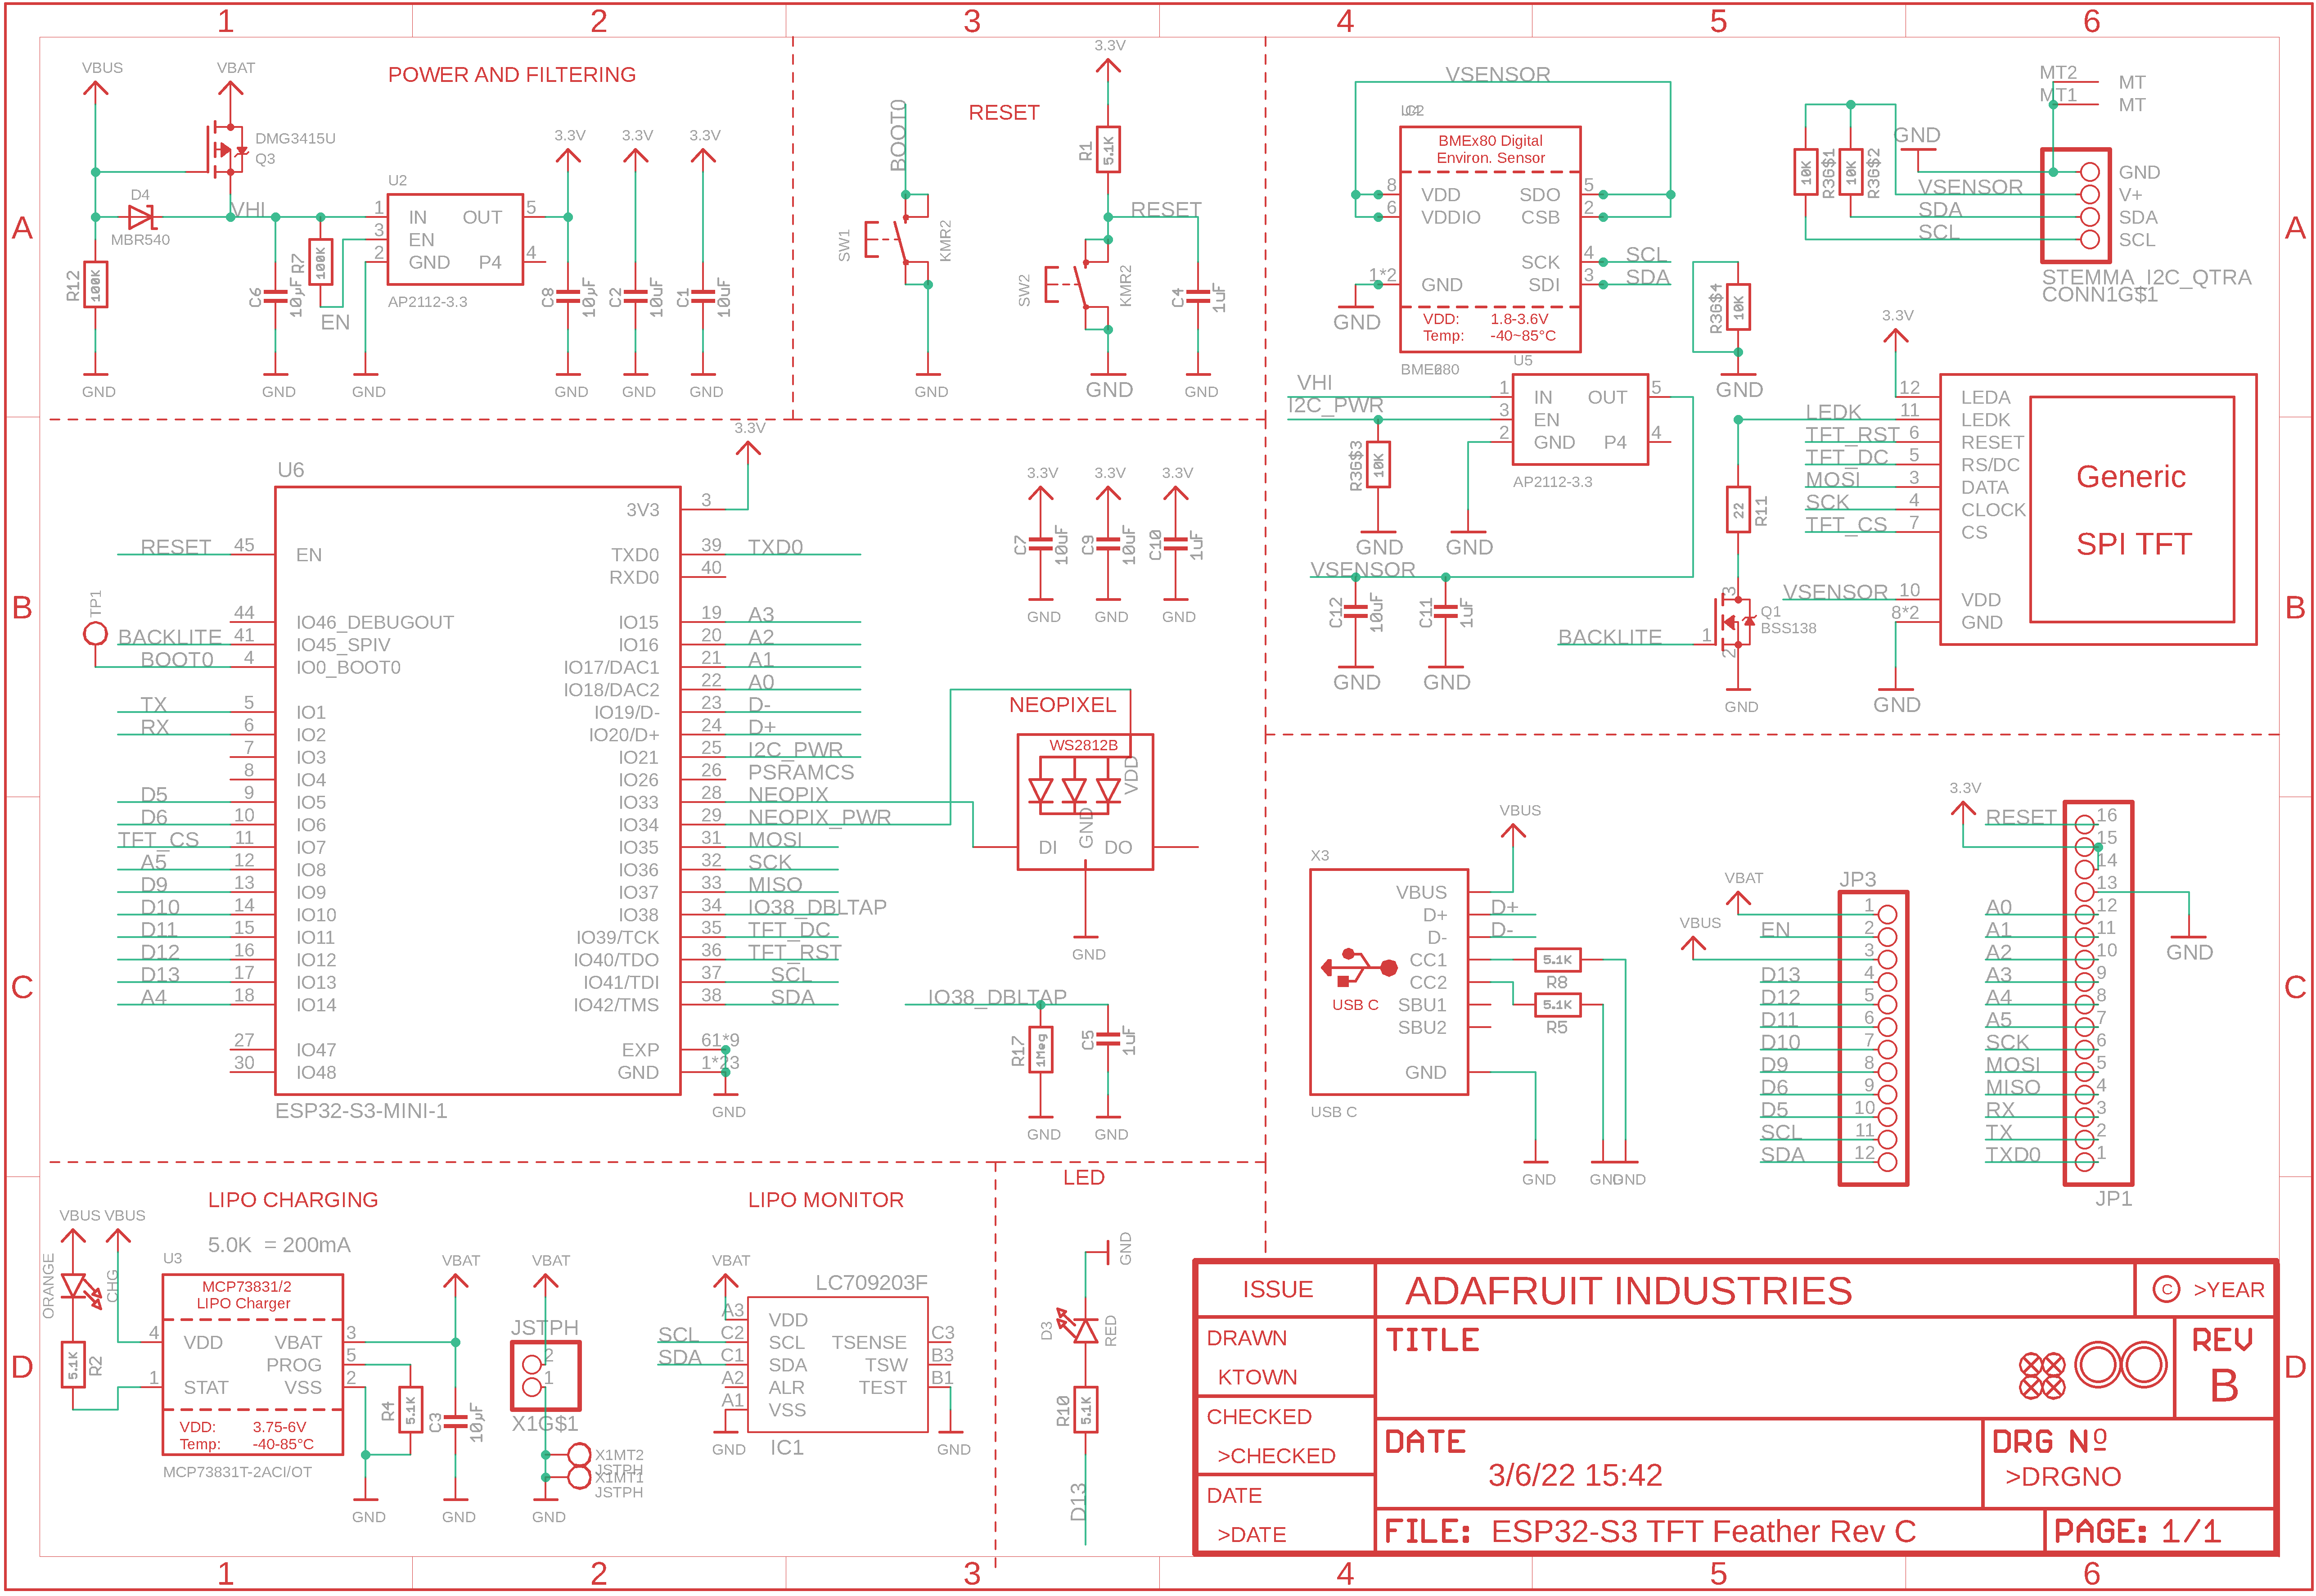 1 2 3 4 5 6
A
B
C
D
A
B
C
D
1 2 3 4 5 6
POWER AND FILTERING
VBUS
VBAT
DMG3415U
Q3
D4
MBR540
VHI
R12
100K
C6
10µF
R7
100K
EN
U2
1 IN OUT 5
3 EN
2 GND P4 4
AP2112-3.3
3.3V
3.3V
3.3V
C8
10µF
C2
10uF
C1
10uF
GND
GND
GND
GND
GND
GND
RESET
BOOT0
SW1
KMR2
GND
3.3V
R1
5.1K
RESET
SW2
KMR2
C4
1uF
GND
GND
VSENSOR
BMEx80 Digital
Environ. Sensor
8 VDD SDO 5
6 VDDIO CSB 2
SCK 4 SCL
1*2 GND SDI 3 SDA
VDD: 1.8-3.6V
Temp: -40~85°C
GND
MT2 MT
MT1 MT
GND
R3G$1
10K
R3G$2
10K
GND
VSENSOR V+
SDA SDA
SCL SCL
STEMMA_I2C_QTRA
CONN1G$1
R3G$4
10K
GND
U5
VHI 1 IN OUT 5
I2C_PWR 3 EN
2 GND P4 4
AP2112-3.3
R3G$3
10K
GND
GND
VSENSOR
C12
10uF
C11
1uF
GND
GND
3.3V
12 LEDA
LEDK 11 LEDK
TFT_RST 6 RESET
TFT_DC 5 RS/DC
MOSI 3 DATA
SCK 4 CLOCK
TFT_CS 7 CS
VSENSOR 10 VDD
8*2 GND
Generic
SPI TFT
R11
22
BACKLITE
1
3
2
Q1
BSS138
GND
GND
U6
3.3V
3V3 3
RESET 45 EN
TXD0 39 TXD0
RXD0 40
TP1
44 IO46_DEBUGOUT
BACKLITE 41 IO45_SPIV
BOOT0 4 IO0_BOOT0
TX 5 IO1
RX 6 IO2
7 IO3
8 IO4
D5 9 IO5
D6 10 IO6
TFT_CS 11 IO7
A5 12 IO8
D9 13 IO9
D10 14 IO10
D11 15 IO11
D12 16 IO12
D13 17 IO13
A4 18 IO14
27 IO47
30 IO48
IO15 19 A3
IO16 20 A2
IO17/DAC1 21 A1
IO18/DAC2 22 A0
IO19/D- 23 D-
IO20/D+ 24 D+
IO21 25 I2C_PWR
IO26 26 PSRAMCS
IO33 28 NEOPIX
IO34 29 NEOPIX_PWR
IO35 31 MOSI
IO36 32 SCK
IO37 33 MISO
IO38 34 IO38_DBLTAP
IO39/TCK 35 TFT_DC
IO40/TDO 36 TFT_RST
IO41/TDI 37 SCL
IO42/TMS 38 SDA
EXP 61*9
GND 1*23
GND
ESP32-S3-MINI-1
3.3V
3.3V
3.3V
C7
10uF
C9
10uF
C10
1uF
GND
GND
GND
NEOPIXEL
WS2812B
VDD
GND
DI DO
GND
IO38_DBLTAP
R17
1Meg
C5
1uF
GND
GND
X3
VBUS
VBUS
D+ D+
D- D-
CC1
CC2
SBU1
SBU2
GND
USB C
USB C
5.1K
R8
5.1K
R5
GND
GND
GND
VBAT
VBUS
JP3
1
EN 2
3
D13 4
D12 5
D11 6
D10 7
D9 8
D6 9
D5 10
SCL 11
SDA 12
3.3V
RESET 16
15
14
13
A0 12
A1 11
A2 10
A3 9
A4 8
A5 7
SCK 6
MOSI 5
MISO 4
RX 3
TX 2
TXD0 1
GND
JP1
LIPO CHARGING
5.0K = 200mA
VBUS VBUS
ORANGE
CHG
R2
5.1K
U3
MCP73831/2
LIPO Charger
4 VDD VBAT 3
PROG 5
1 STAT VSS 2
VDD: 3.75-6V
Temp: -40-85°C
MCP73831T-2ACI/OT
R4
5.1K
VBAT
C3
10µF
GND
GND
VBAT
JSTPH
2
1
X1G$1
X1MT2
JSTPH
X1MT1
JSTPH
GND
LIPO MONITOR
VBAT
LC709203F
A3 VDD
SCL C2 SCL TSENSE C3
SDA C1 SDA TSW B3
A2 ALR TEST B1
A1 VSS
GND
IC1
GND
LED
GND
D3
RED
R10
5.1K
D13
ISSUE
ADAFRUIT INDUSTRIES
© >YEAR
DRAWN
KTOWN
TITLE
REV
B
CHECKED
>CHECKED
DATE
3/6/22 15:42
DRG Nº
>DRGNO
DATE
>DATE
FILE: ESP32-S3 TFT Feather Rev C
PAGE: 1/1